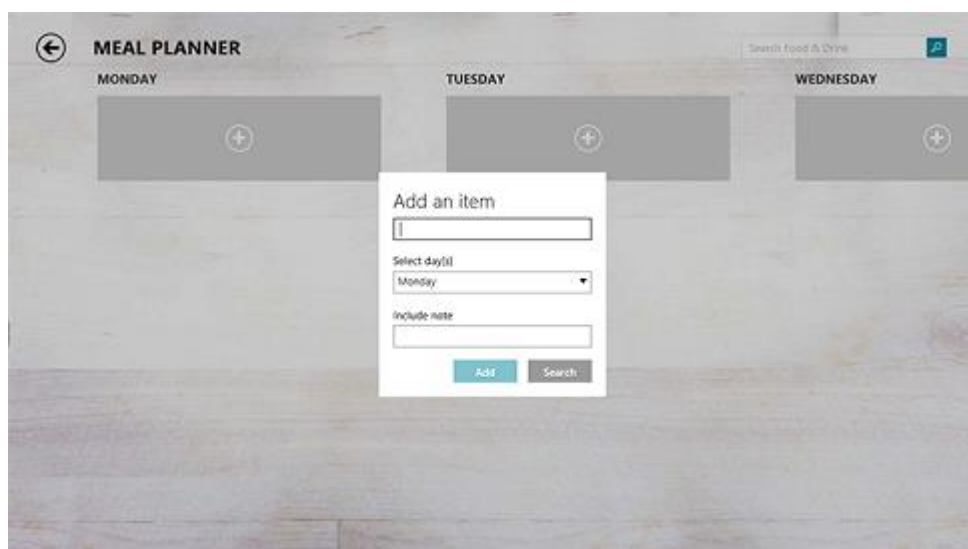 MEAL PLANNER
Search Food & Drink
MONDAY
TUESDAY
WEDNESDAY
Add an item
Select day(s)
Monday
Include note
Add
Search